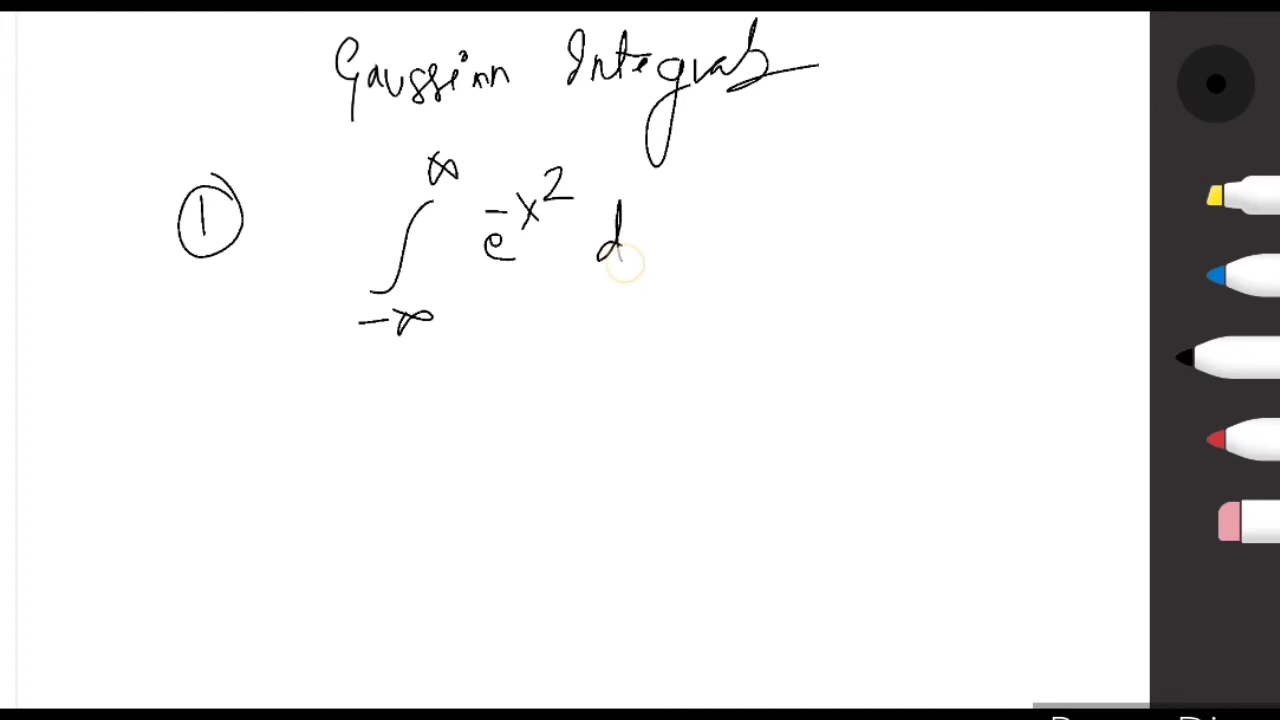 Gaussian Integrals
① ∫_{-∞}^{∞} e^{-x^2} d